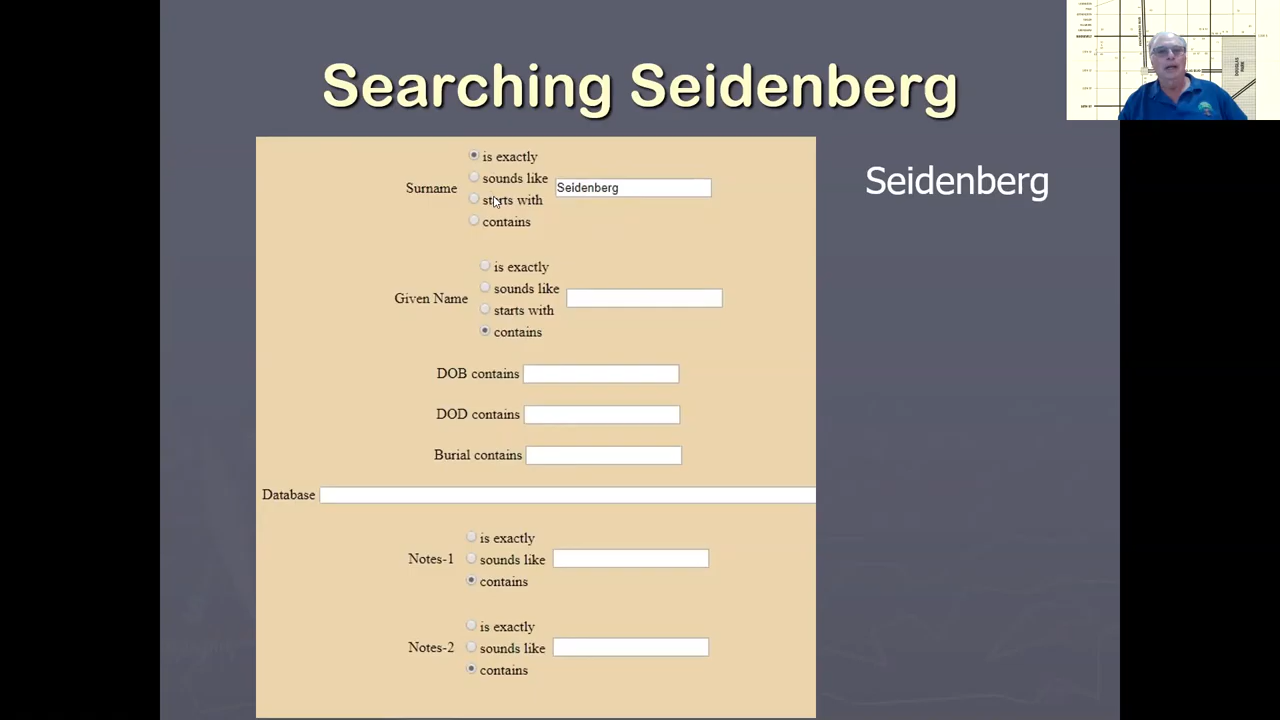 Searching Seidenberg
is exactly
sounds like
Surname
Seidenberg
starts with
contains
Seidenberg
is exactly
sounds like
Given Name
starts with
contains
DOB contains
DOD contains
Burial contains
Database
is exactly
Notes-1
sounds like
contains
is exactly
Notes-2
sounds like
contains
DOUGLAS
PARK